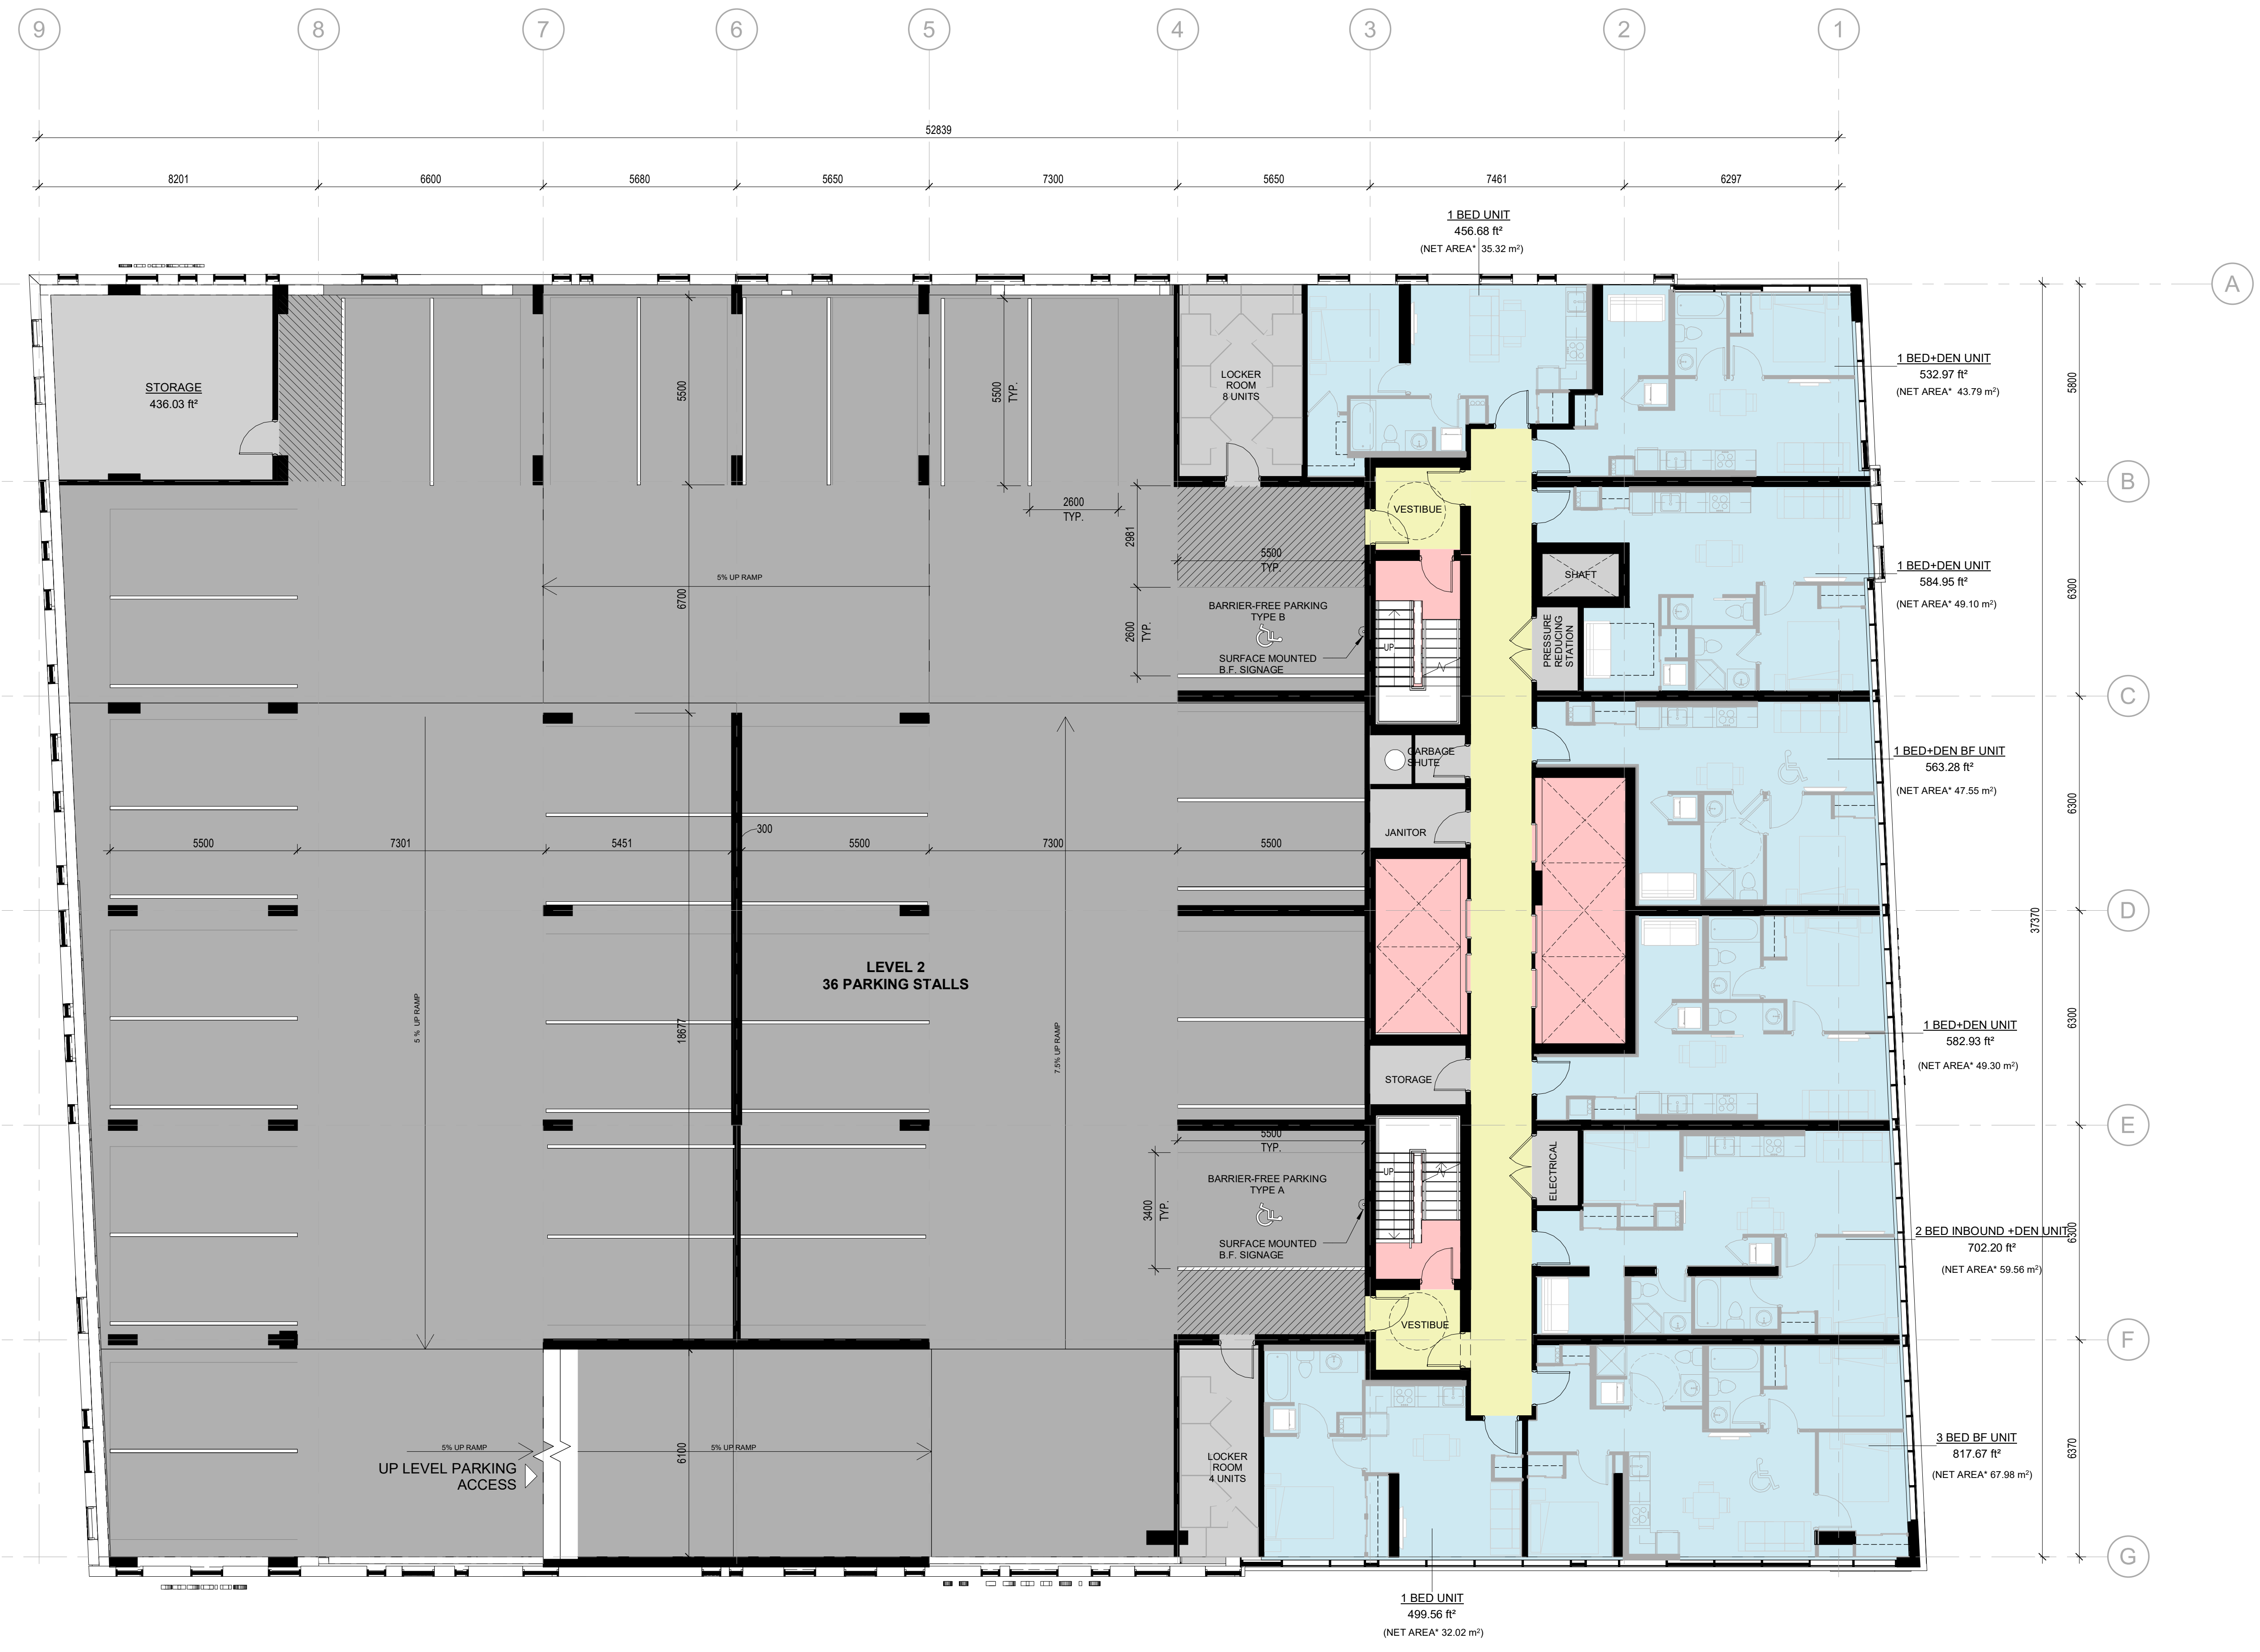 9
8
7
6
5
4
3
2
1
52839
8201
6600
5680
5650
7300
5650
7461
6297
1 BED UNIT
456.68 ft²
(NET AREA* 35.32 m²)
A
STORAGE
436.03 ft²
5500
5500
TYP.
LOCKER
ROOM
8 UNITS
1 BED+DEN UNIT
532.97 ft²
(NET AREA* 43.79 m²)
5800
B
2600
TYP.
2981
5500
TYP.
VESTIBUE
5% UP RAMP
6700
BARRIER-FREE PARKING
TYPE B
2600
TYP.
SURFACE MOUNTED
B.F. SIGNAGE
UP
SHAFT
PRESSURE
REDUCING
STATION
1 BED+DEN UNIT
584.95 ft²
(NET AREA* 49.10 m²)
6300
C
GARBAGE
SHUTE
JANITOR
1 BED+DEN BF UNIT
563.28 ft²
(NET AREA* 47.55 m²)
6300
5500
7301
5451
300
5500
7300
5500
D
37370
LEVEL 2
36 PARKING STALLS
5 % UP RAMP
18677
7.5% UP RAMP
STORAGE
1 BED+DEN UNIT
582.93 ft²
(NET AREA* 49.30 m²)
6300
E
5500
TYP.
BARRIER-FREE PARKING
TYPE A
3400
TYP.
SURFACE MOUNTED
B.F. SIGNAGE
UP
ELECTRICAL
2 BED INBOUND +DEN UNIT
702.20 ft²
(NET AREA* 59.56 m²)
6300
VESTIBUE
F
5% UP RAMP
UP LEVEL PARKING
ACCESS
5% UP RAMP
6100
LOCKER
ROOM
4 UNITS
3 BED BF UNIT
817.67 ft²
(NET AREA* 67.98 m²)
6370
G
1 BED UNIT
499.56 ft²
(NET AREA* 32.02 m²)